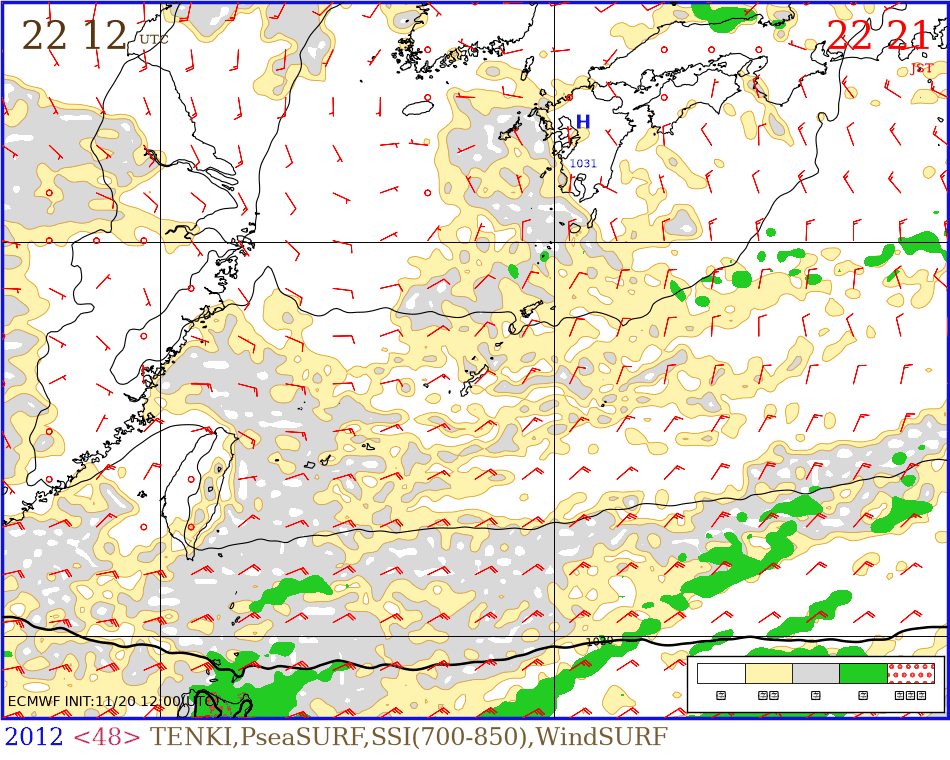 22 12 UTC
22 21 JST
H
1031
1020
ECMWF INIT:11/20 12:00(UTC)
2012 <48> TENKI,PseaSURF,SSI(700-850),WindSURF